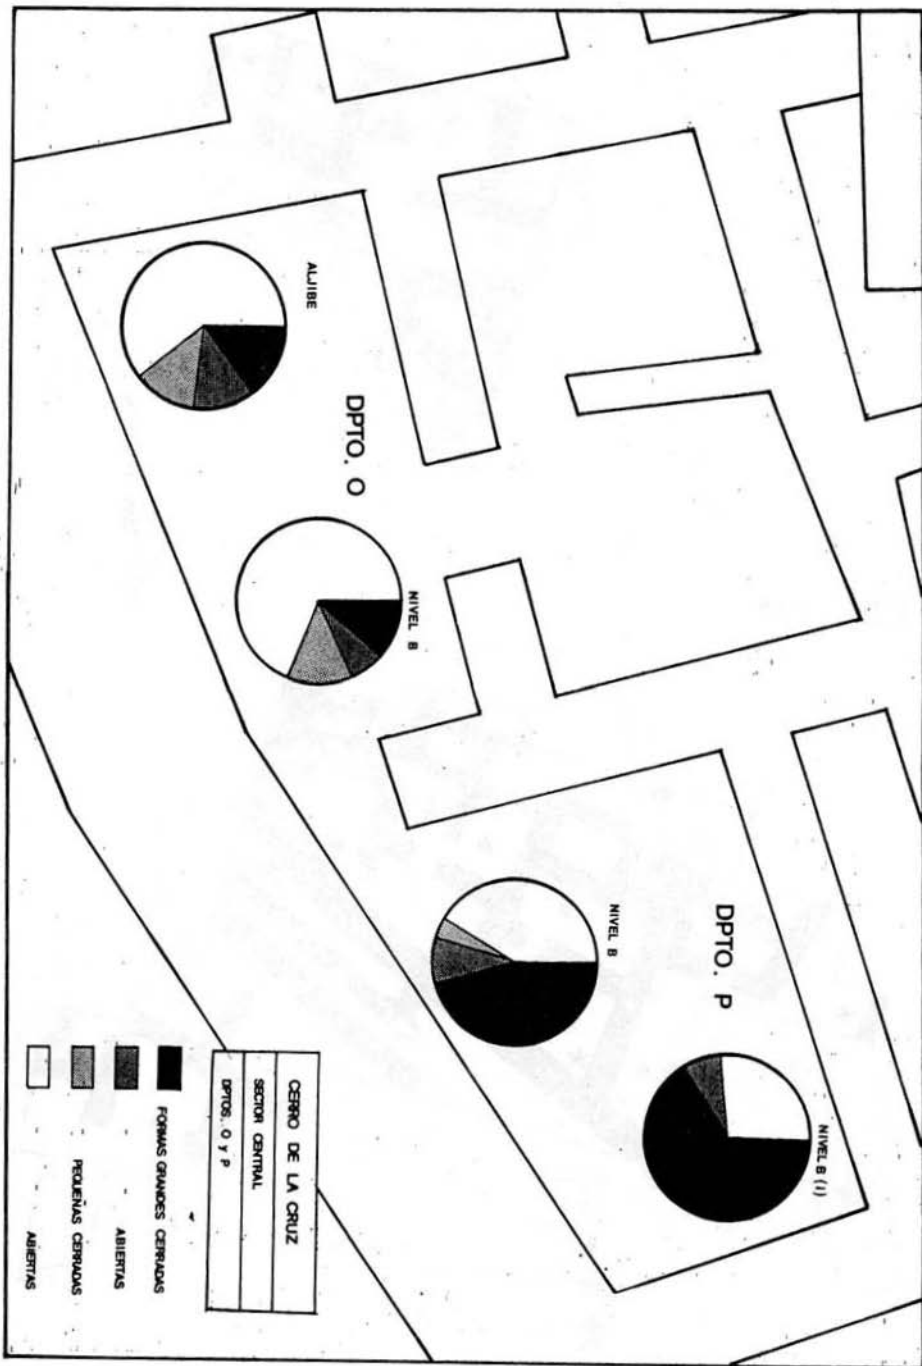 ALJIBE
DPTO. O
NIVEL B
NIVEL B
DPTO. P
NIVEL B (I)
CERRO DE LA CRUZ
SECTOR CENTRAL
DPTOS. O y P
FORMAS GRANDES CERRADAS
" " ABIERTAS
" PEQUEÑAS CERRADAS
" " ABIERTAS